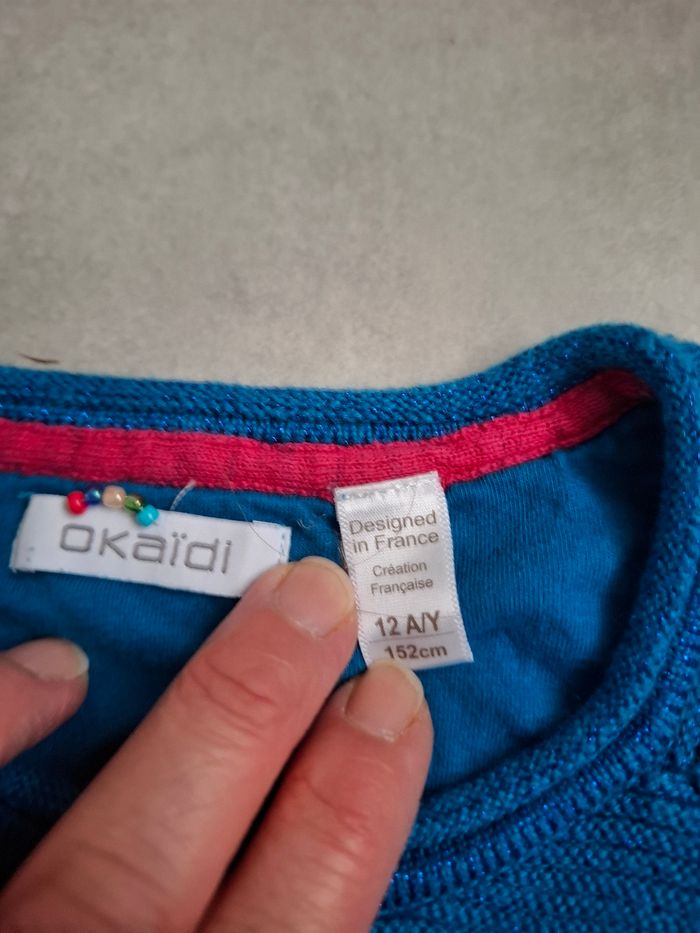 OKaïdi
Designed
in France
Création
Française
12 A/Y
152cm